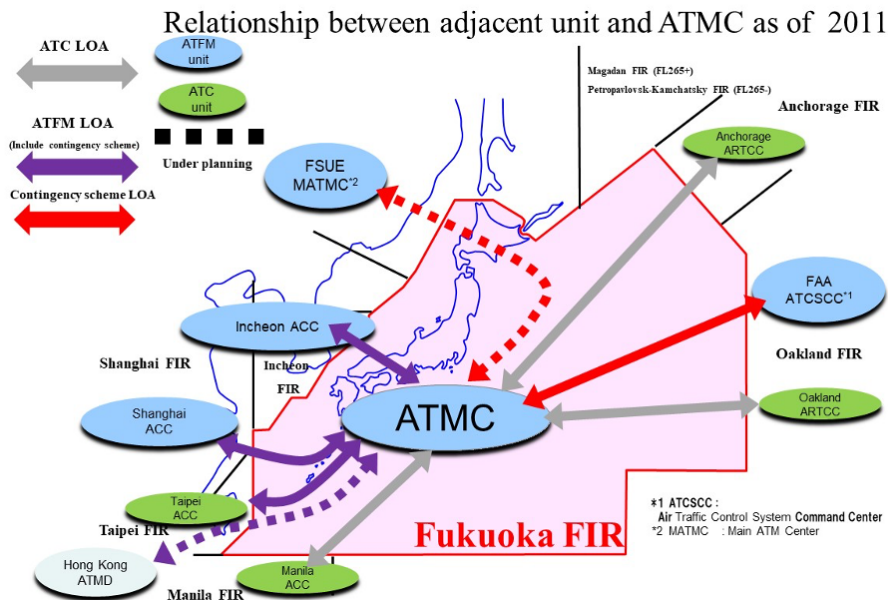 Relationship between adjacent unit and ATMC as of 2011
ATC LOA
ATFM
unit
ATC
unit
ATFM LOA
(Include contingency scheme)
Under planning
Contingency scheme LOA
Magadan FIR (FL265+)
Petropavlovsk-Kamchatsky FIR (FL265-)
Anchorage FIR
Anchorage
ARTCC
FSUE
MATMC*2
FAA
ATCSCC*1
Oakland FIR
Oakland
ARTCC
Incheon ACC
Shanghai FIR
Incheon
FIR
Shanghai
ACC
ATMC
Taipei
ACC
Taipei FIR
Hong Kong
ATMD
Manila FIR
Manila
ACC
Fukuoka FIR
*1 ATCSCC :
Air Traffic Control System Command Center
*2 MATMC : Main ATM Center